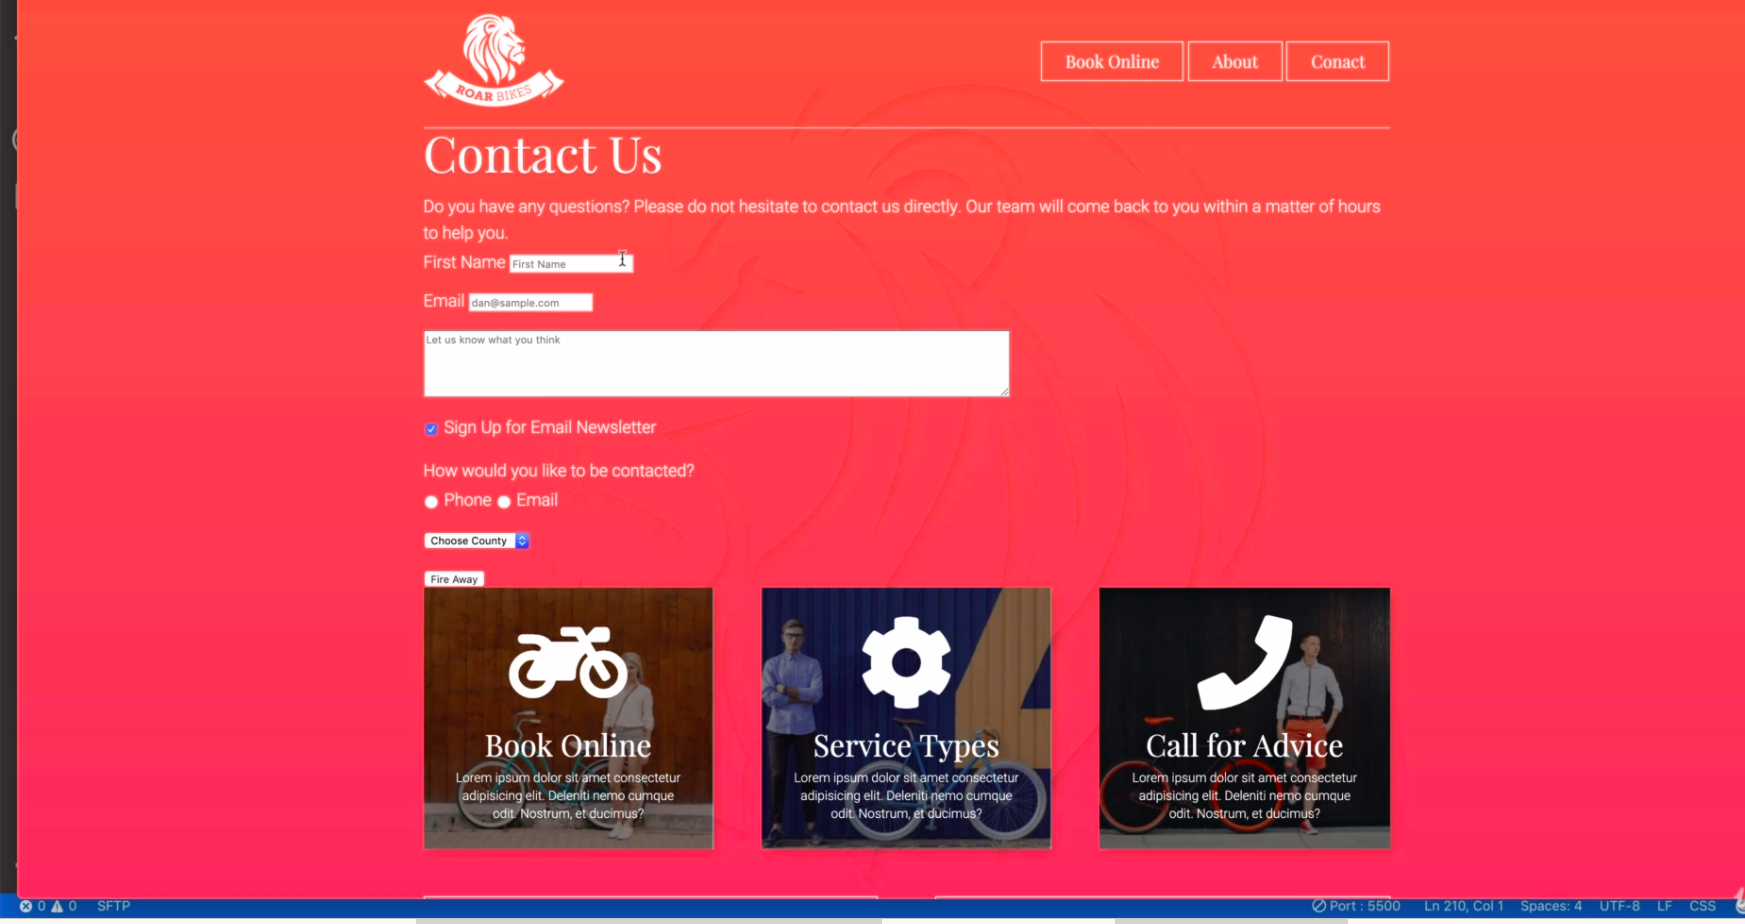 ROAR BIKES
Book Online
About
Conact
Contact Us
Do you have any questions? Please do not hesitate to contact us directly. Our team will come back to you within a matter of hours
to help you.
First Name First Name
Email dan@sample.com
Let us know what you think
Sign Up for Email Newsletter
How would you like to be contacted?
Phone Email
Choose County
Fire Away
Book Online
Lorem ipsum dolor sit amet consectetur
adipisicing elit. Deleniti nemo cumque
odit. Nostrum, et ducimus?
Service Types
Lorem ipsum dolor sit amet consectetur
adipisicing elit. Deleniti nemo cumque
odit. Nostrum, et ducimus?
Call for Advice
Lorem ipsum dolor sit amet consectetur
adipisicing elit. Deleniti nemo cumque
odit. Nostrum, et ducimus?
0 0 SFTP Port : 5500 Ln 210, Col 1 Spaces: 4 UTF-8 LF CSS